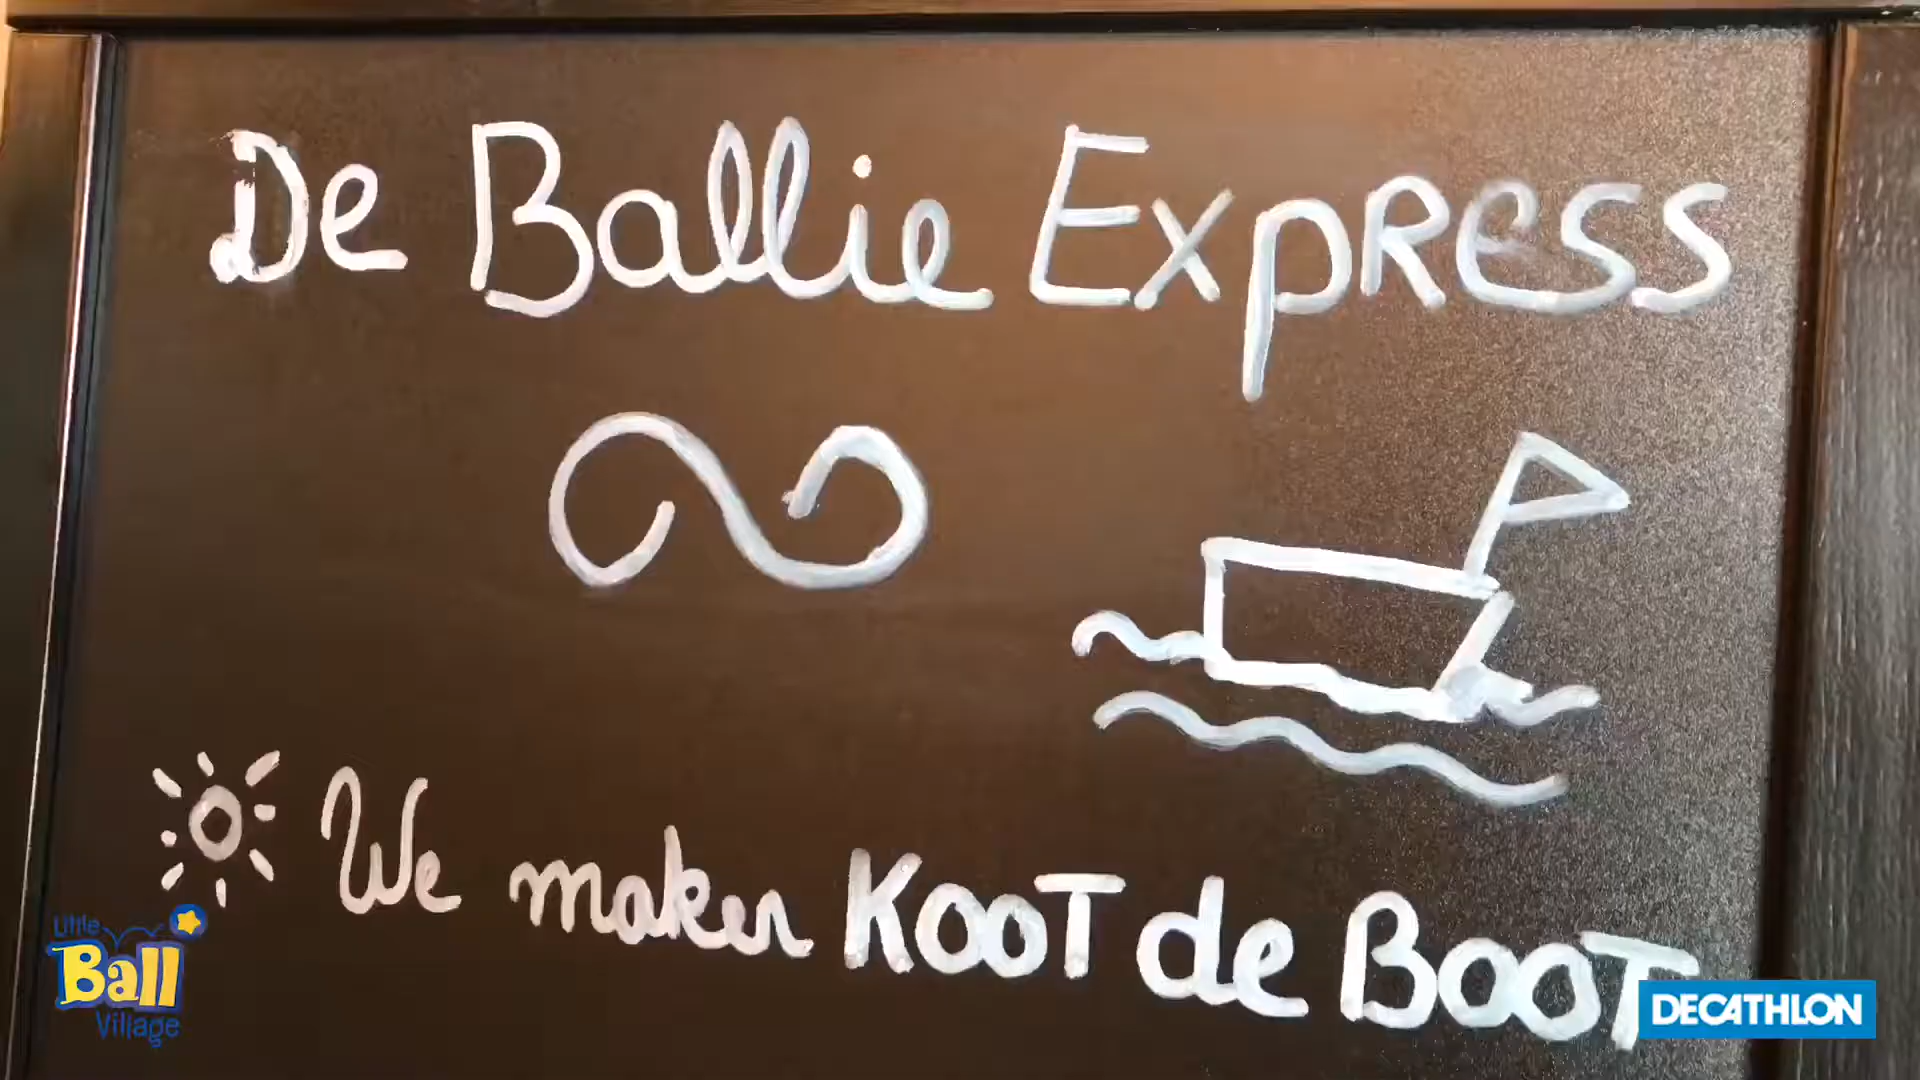 De Ballie Express
We maken KOOT de BOOT
Little
Ball
Village
DECATHLON